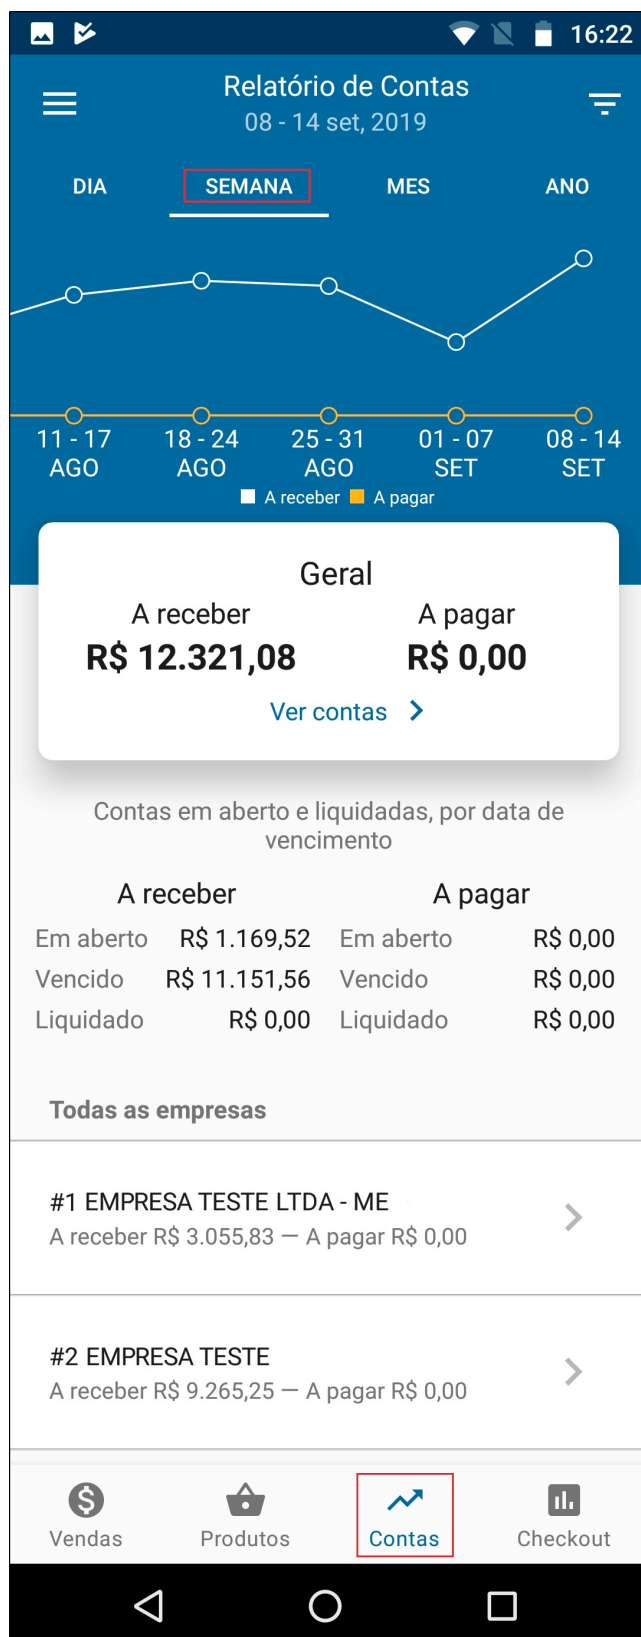 16:22
Relatório de Contas
08 - 14 set, 2019
DIA SEMANA MES ANO
11 - 17 18 - 24 25 - 31 01 - 07 08 - 14
AGO AGO AGO SET SET
A receber A pagar
Geral
A receber A pagar
R$ 12.321,08 R$ 0,00
Ver contas
Contas em aberto e liquidadas, por data de
vencimento
A receber A pagar
Em aberto R$ 1.169,52 Em aberto R$ 0,00
Vencido R$ 11.151,56 Vencido R$ 0,00
Liquidado R$ 0,00 Liquidado R$ 0,00
Todas as empresas
#1 EMPRESA TESTE LTDA - ME
A receber R$ 3.055,83 — A pagar R$ 0,00
#2 EMPRESA TESTE
A receber R$ 9.265,25 — A pagar R$ 0,00
Vendas Produtos Contas Checkout